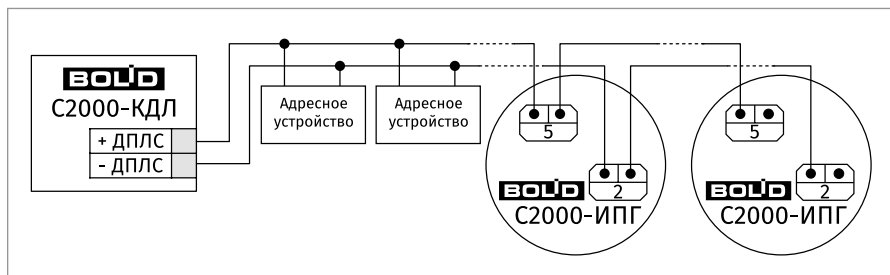 BOLID
С2000-КДЛ
+ ДПЛС
- ДПЛС
Адресное
устройство
Адресное
устройство
5
2
BOLID
С2000-ИПГ
5
2
BOLID
С2000-ИПГ